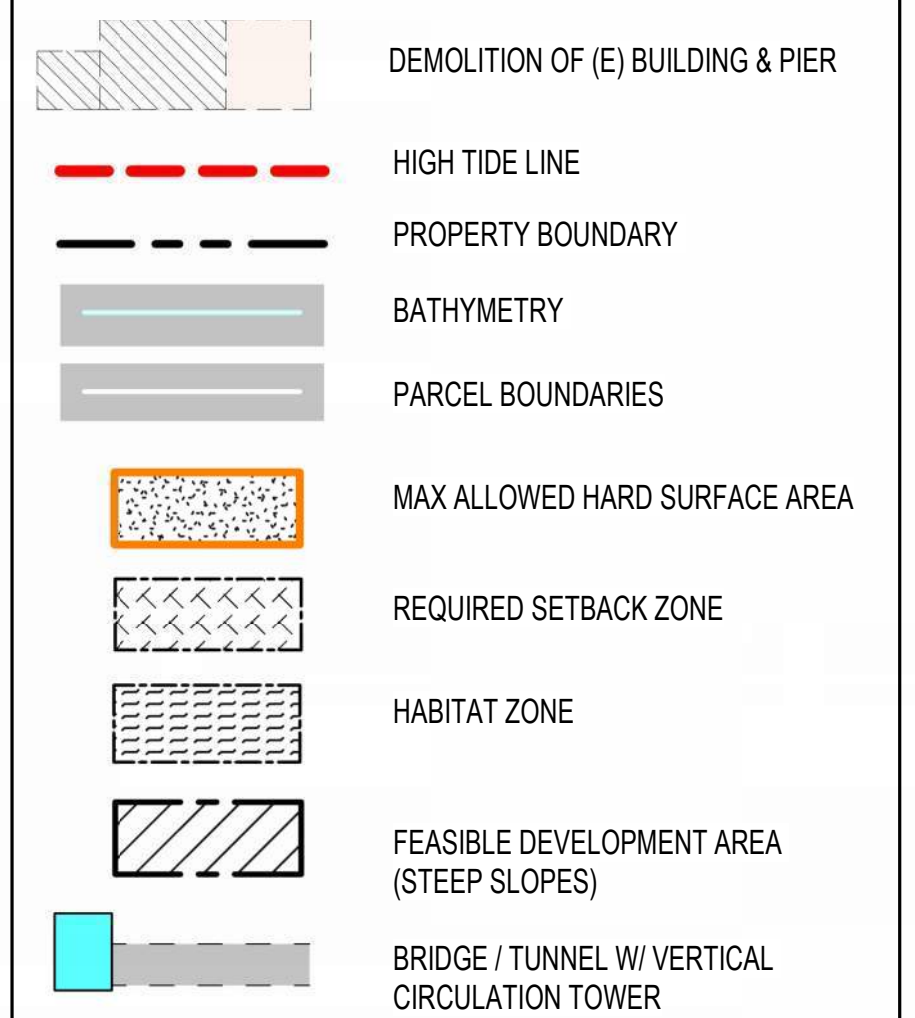 DEMOLITION OF (E) BUILDING & PIER
HIGH TIDE LINE
PROPERTY BOUNDARY
BATHYMETRY
PARCEL BOUNDARIES
MAX ALLOWED HARD SURFACE AREA
REQUIRED SETBACK ZONE
HABITAT ZONE
FEASIBLE DEVELOPMENT AREA
(STEEP SLOPES)
BRIDGE / TUNNEL W/ VERTICAL
CIRCULATION TOWER